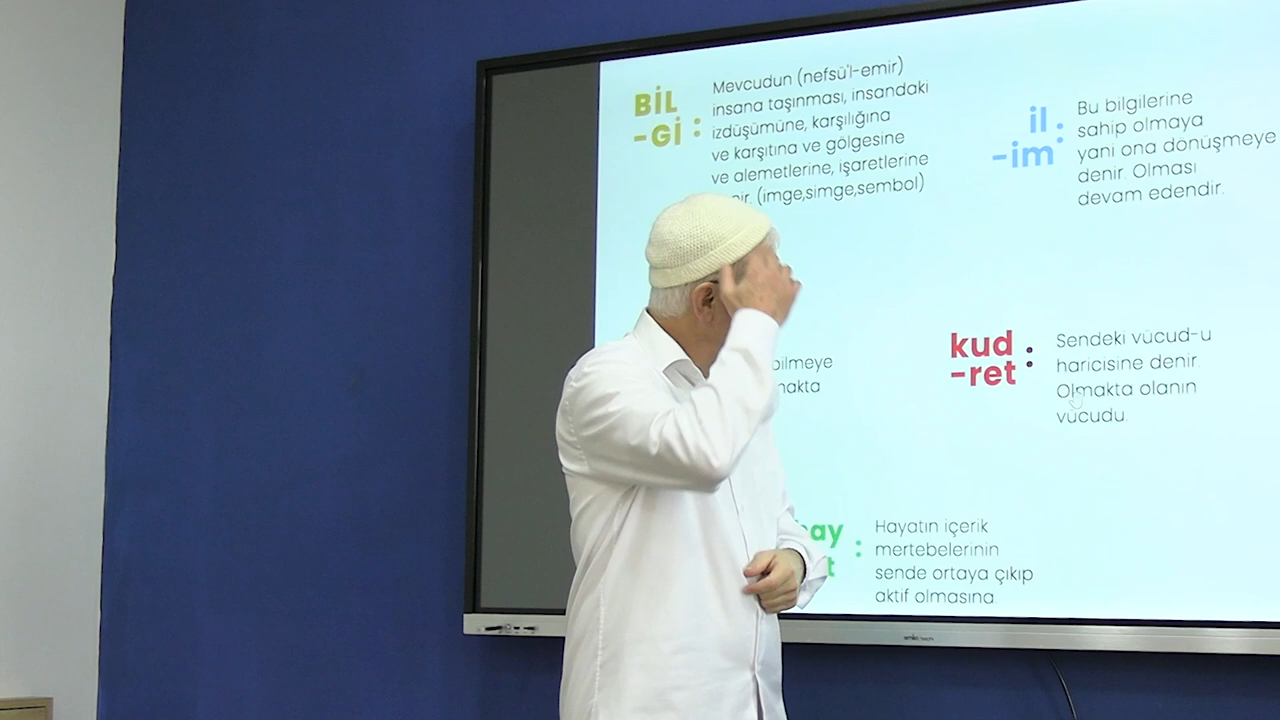 BİL
-Gİ :
Mevcudun (nefsü'l-emir)
insana taşınması, insandaki
izdüşümüne, karşılığına
ve karşıtına ve gölgesine
ve alemetlerine, işaretlerine
(imge,simge,sembol)
il
-im :
Bu bilgilerine
sahip olmaya
yani ona dönüşmeye
denir. Olması
devam edendir.
kud
-ret :
Sendeki vücud-u
haricisine denir.
Olmakta olanın
vücudu.
Hayatın içerik
mertebelerinin
sende ortaya çıkıp
aktif olmasına.